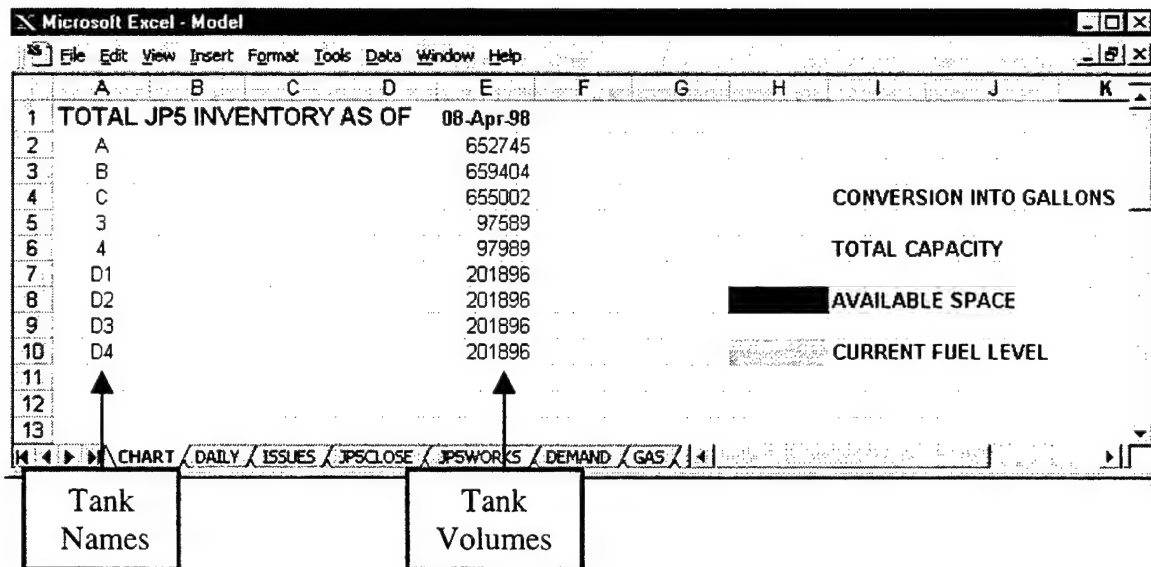 Microsoft Excel - Model
File Edit View Insert Format Tools Data Window Help
A B C D E F G H I J K
1 TOTAL JP5 INVENTORY AS OF 08-Apr-98
2 A 652745
3 B 659404
4 C 655002 CONVERSION INTO GALLONS
5 3 97589
6 4 97989 TOTAL CAPACITY
7 D1 201896
8 D2 201896 AVAILABLE SPACE
9 D3 201896
10 D4 201896 CURRENT FUEL LEVEL
11
12
13
CHART DAILY ISSUES JP5CLOSE JP5WORKS DEMAND GAS
Tank Names
Tank Volumes